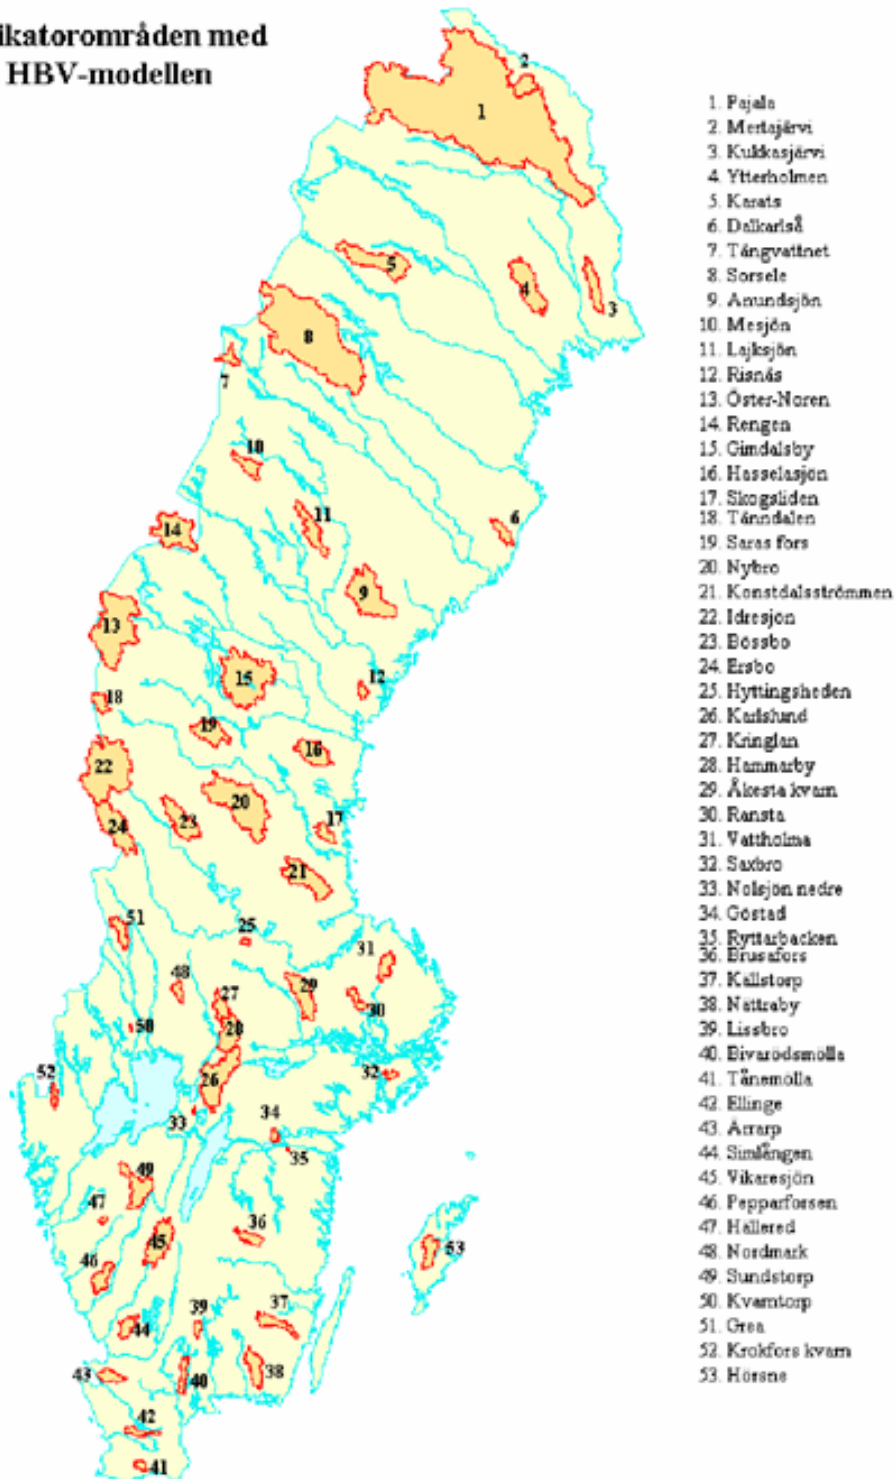 ikatorområden med
HBV-modellen
1. Pajala
2. Mertajärvi
3. Kukkasjärvi
4. Ytterholmen
5. Karats
6. Dalkarlså
7. Tängvattnet
8. Sorsele
9. Anundsjön
10. Mesjön
11. Lajksjön
12. Risnäs
13. Öster-Noren
14. Rengen
15. Gimdalsby
16. Hasselasjön
17. Skogsliden
18. Tänndalen
19. Saras fors
20. Nybro
21. Konstdalsströmmen
22. Idresjön
23. Bössbo
24. Ersbo
25. Hyttingsheden
26. Karlslund
27. Kringlan
28. Hammarby
29. Åkesta kvarn
30. Ransta
31. Vattholma
32. Saxbro
33. Nolsjön nedre
34. Göstad
35. Ryttarbacken
36. Brusafors
37. Källstorp
38. Nättraby
39. Lissbro
40. Bivarödsmölla
41. Tånemölla
42. Ellinge
43. Ärrarp
44. Simlången
45. Vikaresjön
46. Pepparforsen
47. Hällered
48. Nordmark
49. Sundstorp
50. Kvarntorp
51. Grea
52. Krokfors kvarn
53. Hörsne
2
1
5
4
3
8
7
10
11
6
14
9
13
15
12
18
19
16
22
20
24
23
17
21
51
25
31
48
29
27
30
50
28
52
26
32
33
34
35
49
47
36
45
53
46
39
37
44
43
40
38
42
41